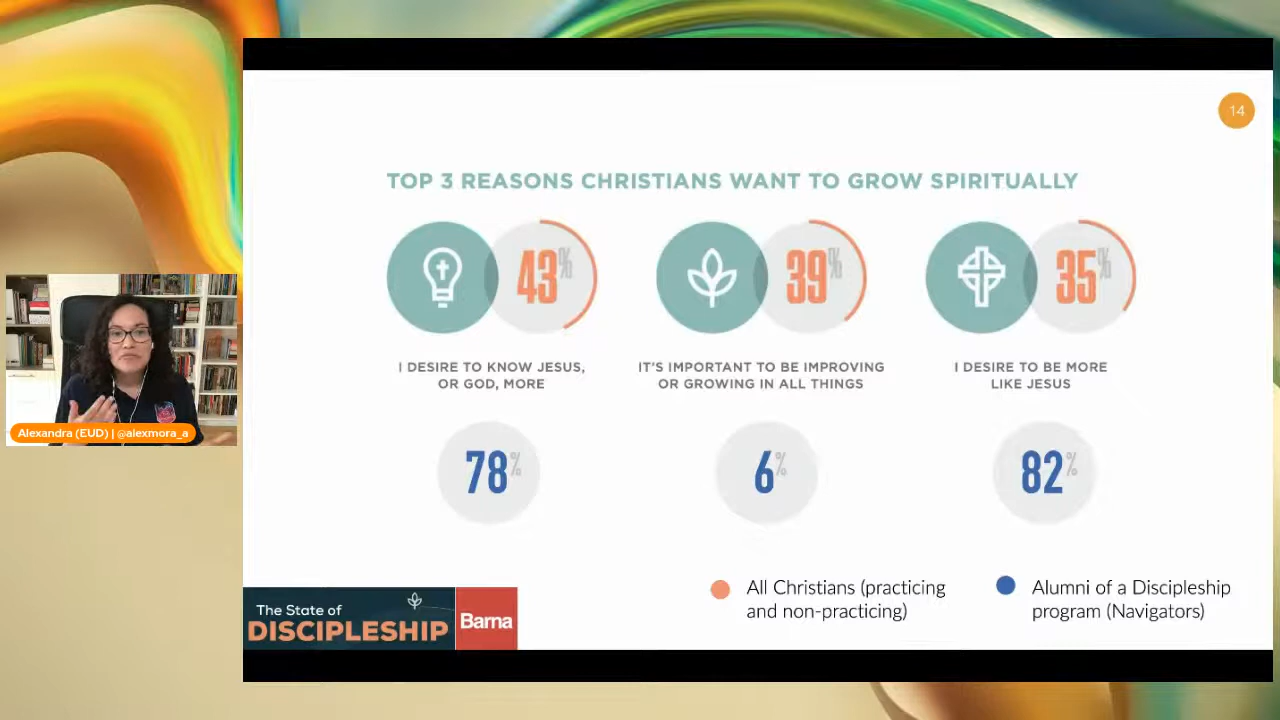 14
TOP 3 REASONS CHRISTIANS WANT TO GROW SPIRITUALLY
43%
39%
35%
I DESIRE TO KNOW JESUS,
OR GOD, MORE
IT'S IMPORTANT TO BE IMPROVING
OR GROWING IN ALL THINGS
I DESIRE TO BE MORE
LIKE JESUS
78%
6%
82%
All Christians (practicing
and non-practicing)
Alumni of a Discipleship
program (Navigators)
The State of
DISCIPLESHIP
Barna
Alexandra (EUD) | @alexmora_a